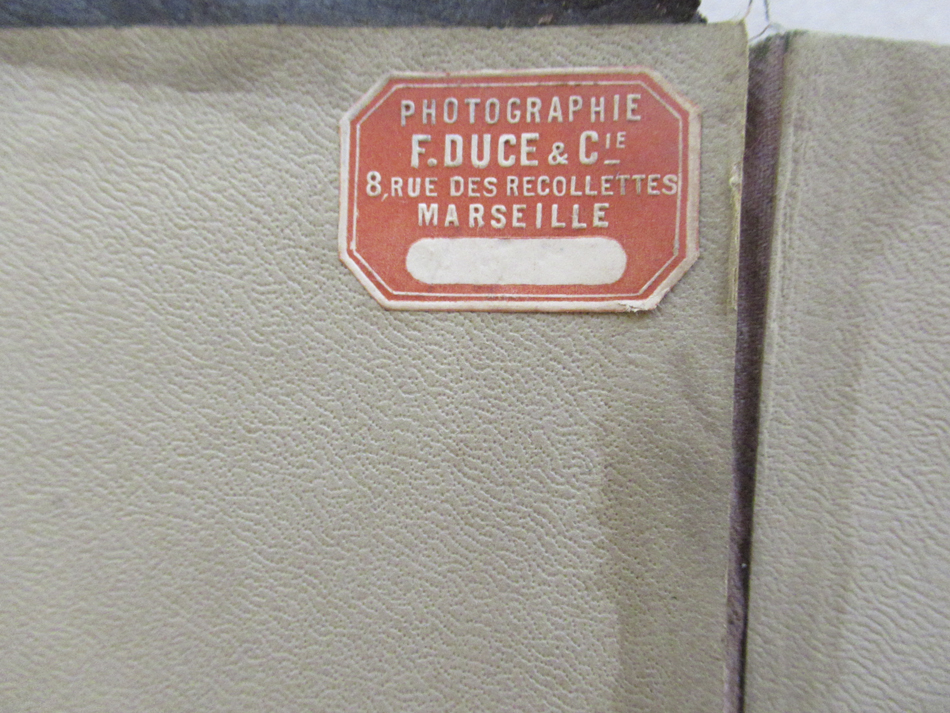 PHOTOGRAPHIE
F. DUCE & CIE
8, RUE DES RECOLLETTES
MARSEILLE